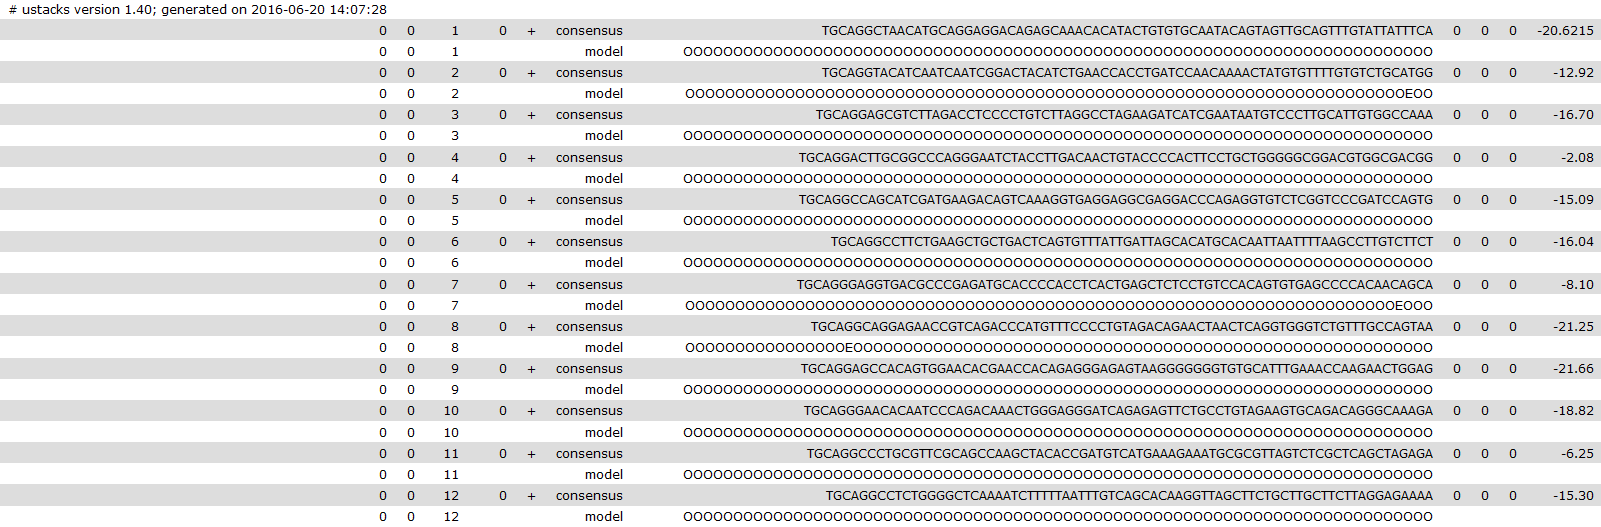 # ustacks version 1.40; generated on 2016-06-20 14:07:28
0 0 1 0 + consensus TGCAGGCTAACATGCAGGAGGACAGAGCAAACACATACTGTGTGCAATACAGTAGTTGCAGTTTGTATTATTTCA 0 0 0 -20.6215
0 0 1 model OOOOOOOOOOOOOOOOOOOOOOOOOOOOOOOOOOOOOOOOOOOOOOOOOOOOOOOOOOOOOOOOOOOOOOOOOOO
0 0 2 0 + consensus TGCAGGTACATCAATCAATCGGACTACATCTGAACCACCTGATCCAACAAAACTATGTGTTTTGTGTCTGCATGG 0 0 0 -12.92
0 0 2 model OOOOOOOOOOOOOOOOOOOOOOOOOOOOOOOOOOOOOOOOOOOOOOOOOOOOOOOOOOOOOOOOOOOOOOOOEOO
0 0 3 0 + consensus TGCAGGAGCGTCTTAGACCTCCCCTGTCTTAGGCCTAGAAGATCATCGAATAATGTCCCTTGCATTGTGGCCAAA 0 0 0 -16.70
0 0 3 model OOOOOOOOOOOOOOOOOOOOOOOOOOOOOOOOOOOOOOOOOOOOOOOOOOOOOOOOOOOOOOOOOOOOOOOOOOO
0 0 4 0 + consensus TGCAGGACTTGCGGCCCAGGGAATCTACCTTGACAACTGTACCCCACTTCCTGCTGGGGGCGGACGTGGCGACGG 0 0 0 -2.08
0 0 4 model OOOOOOOOOOOOOOOOOOOOOOOOOOOOOOOOOOOOOOOOOOOOOOOOOOOOOOOOOOOOOOOOOOOOOOOOOOO
0 0 5 0 + consensus TGCAGGCCAGCATCGATGAAGACAGTCAAAGGTGAGGAGGCGAGGACCCAGAGGTGTCTCGGTCCCGATCCAGTG 0 0 0 -15.09
0 0 5 model OOOOOOOOOOOOOOOOOOOOOOOOOOOOOOOOOOOOOOOOOOOOOOOOOOOOOOOOOOOOOOOOOOOOOOOOOOO
0 0 6 0 + consensus TGCAGGCCTTCTGAAGCTGCTGACTCAGTGTTTATTGATTAGCACATGCACAATTAATTTTAAGCCTTGTCTTCT 0 0 0 -16.04
0 0 6 model OOOOOOOOOOOOOOOOOOOOOOOOOOOOOOOOOOOOOOOOOOOOOOOOOOOOOOOOOOOOOOOOOOOOOOOOOOO
0 0 7 0 + consensus TGCAGGGAGGTGACGCCCGAGATGCACCCCACCTCACTGAGCTCTCCTGTCCACAGTGTGAGCCCCACAACAGCA 0 0 0 -8.10
0 0 7 model OOOOOOOOOOOOOOOOOOOOOOOOOOOOOOOOOOOOOOOOOOOOOOOOOOOOOOOOOOOOOOOOOOOOOOOEOOO
0 0 8 0 + consensus TGCAGGCAGGAGAACCGTCAGACCCATGTTTCCCCTGTAGACAGAACTAACTCAGGTGGGTCTGTTTGCCAGTAA 0 0 0 -21.25
0 0 8 model OOOOOOOOOOOOOOOOEOOOOOOOOOOOOOOOOOOOOOOOOOOOOOOOOOOOOOOOOOOOOOOOOOOOOOOOOOO
0 0 9 0 + consensus TGCAGGAGCCACAGTGGAACACGAACCACAGAGGGAGAGTAAGGGGGGGTGTGCATTTGAAACCAAGAACTGGAG 0 0 0 -21.66
0 0 9 model OOOOOOOOOOOOOOOOOOOOOOOOOOOOOOOOOOOOOOOOOOOOOOOOOOOOOOOOOOOOOOOOOOOOOOOOOOO
0 0 10 0 + consensus TGCAGGGAACACAATCCCAGACAAACTGGGAGGGATCAGAGAGTTCTGCCTGTAGAAGTGCAGACAGGGCAAAGA 0 0 0 -18.82
0 0 10 model OOOOOOOOOOOOOOOOOOOOOOOOOOOOOOOOOOOOOOOOOOOOOOOOOOOOOOOOOOOOOOOOOOOOOOOOOOO
0 0 11 0 + consensus TGCAGGCCCTGCGTTCGCAGCCAAGCTACACCGATGTCATGAAAGAAATGCGCGTTAGTCTCGCTCAGCTAGAGA 0 0 0 -6.25
0 0 11 model OOOOOOOOOOOOOOOOOOOOOOOOOOOOOOOOOOOOOOOOOOOOOOOOOOOOOOOOOOOOOOOOOOOOOOOOOOO
0 0 12 0 + consensus TGCAGGCCTCTGGGGCTCAAAATCTTTTTAATTTGTCAGCACAAGGTTAGCTTCTGCTTGCTTCTTAGGAGAAAA 0 0 0 -15.30
0 0 12 model OOOOOOOOOOOOOOOOOOOOOOOOOOOOOOOOOOOOOOOOOOOOOOOOOOOOOOOOOOOOOOOOOOOOOOOOOOO